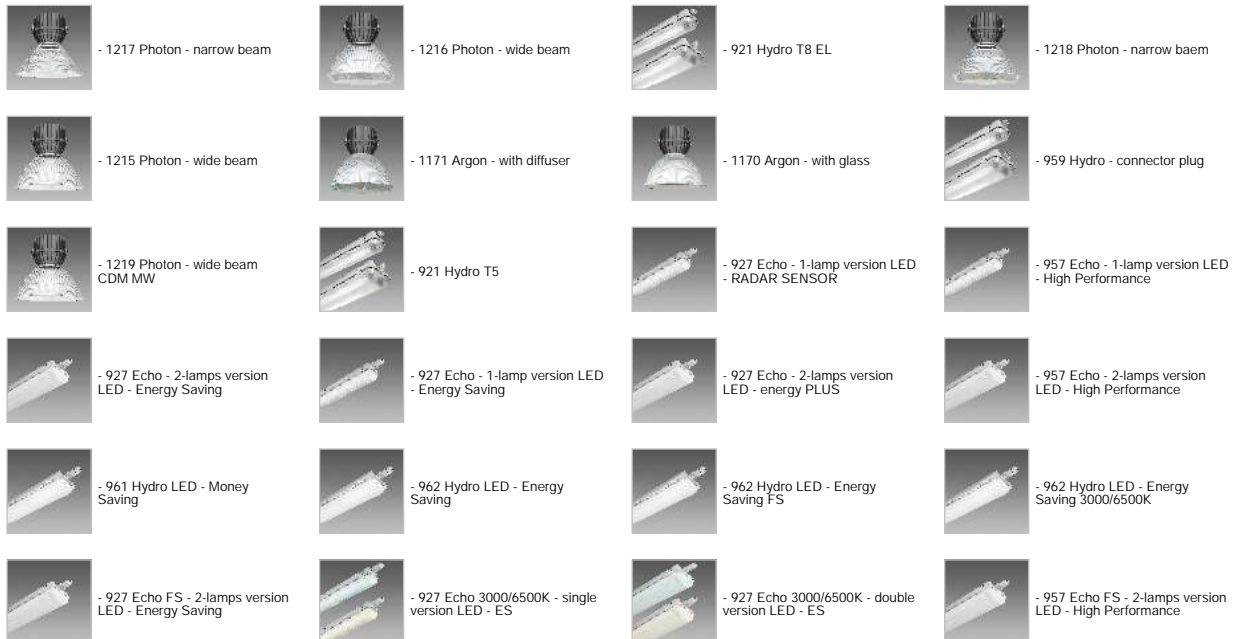 - 1217 Photon - narrow beam
- 1216 Photon - wide beam
- 921 Hydro T8 EL
- 1218 Photon - narrow baem
- 1215 Photon - wide beam
- 1171 Argon - with diffuser
- 1170 Argon - with glass
- 959 Hydro - connector plug
- 1219 Photon - wide beam
CDM MW
- 921 Hydro T5
- 927 Echo - 1-lamp version LED
- RADAR SENSOR
- 957 Echo - 1-lamp version LED
- High Performance
- 927 Echo - 2-lamps version
LED - Energy Saving
- 927 Echo - 1-lamp version LED
- Energy Saving
- 927 Echo - 2-lamps version
LED - energy PLUS
- 957 Echo - 2-lamps version
LED - High Performance
- 961 Hydro LED - Money
Saving
- 962 Hydro LED - Energy
Saving
- 962 Hydro LED - Energy
Saving FS
- 962 Hydro LED - Energy
Saving 3000/6500K
- 927 Echo FS - 2-lamps version
LED - Energy Saving
- 927 Echo 3000/6500K - single
version LED - ES
- 927 Echo 3000/6500K - double
version LED - ES
- 957 Echo FS - 2-lamps version
LED - High Performance